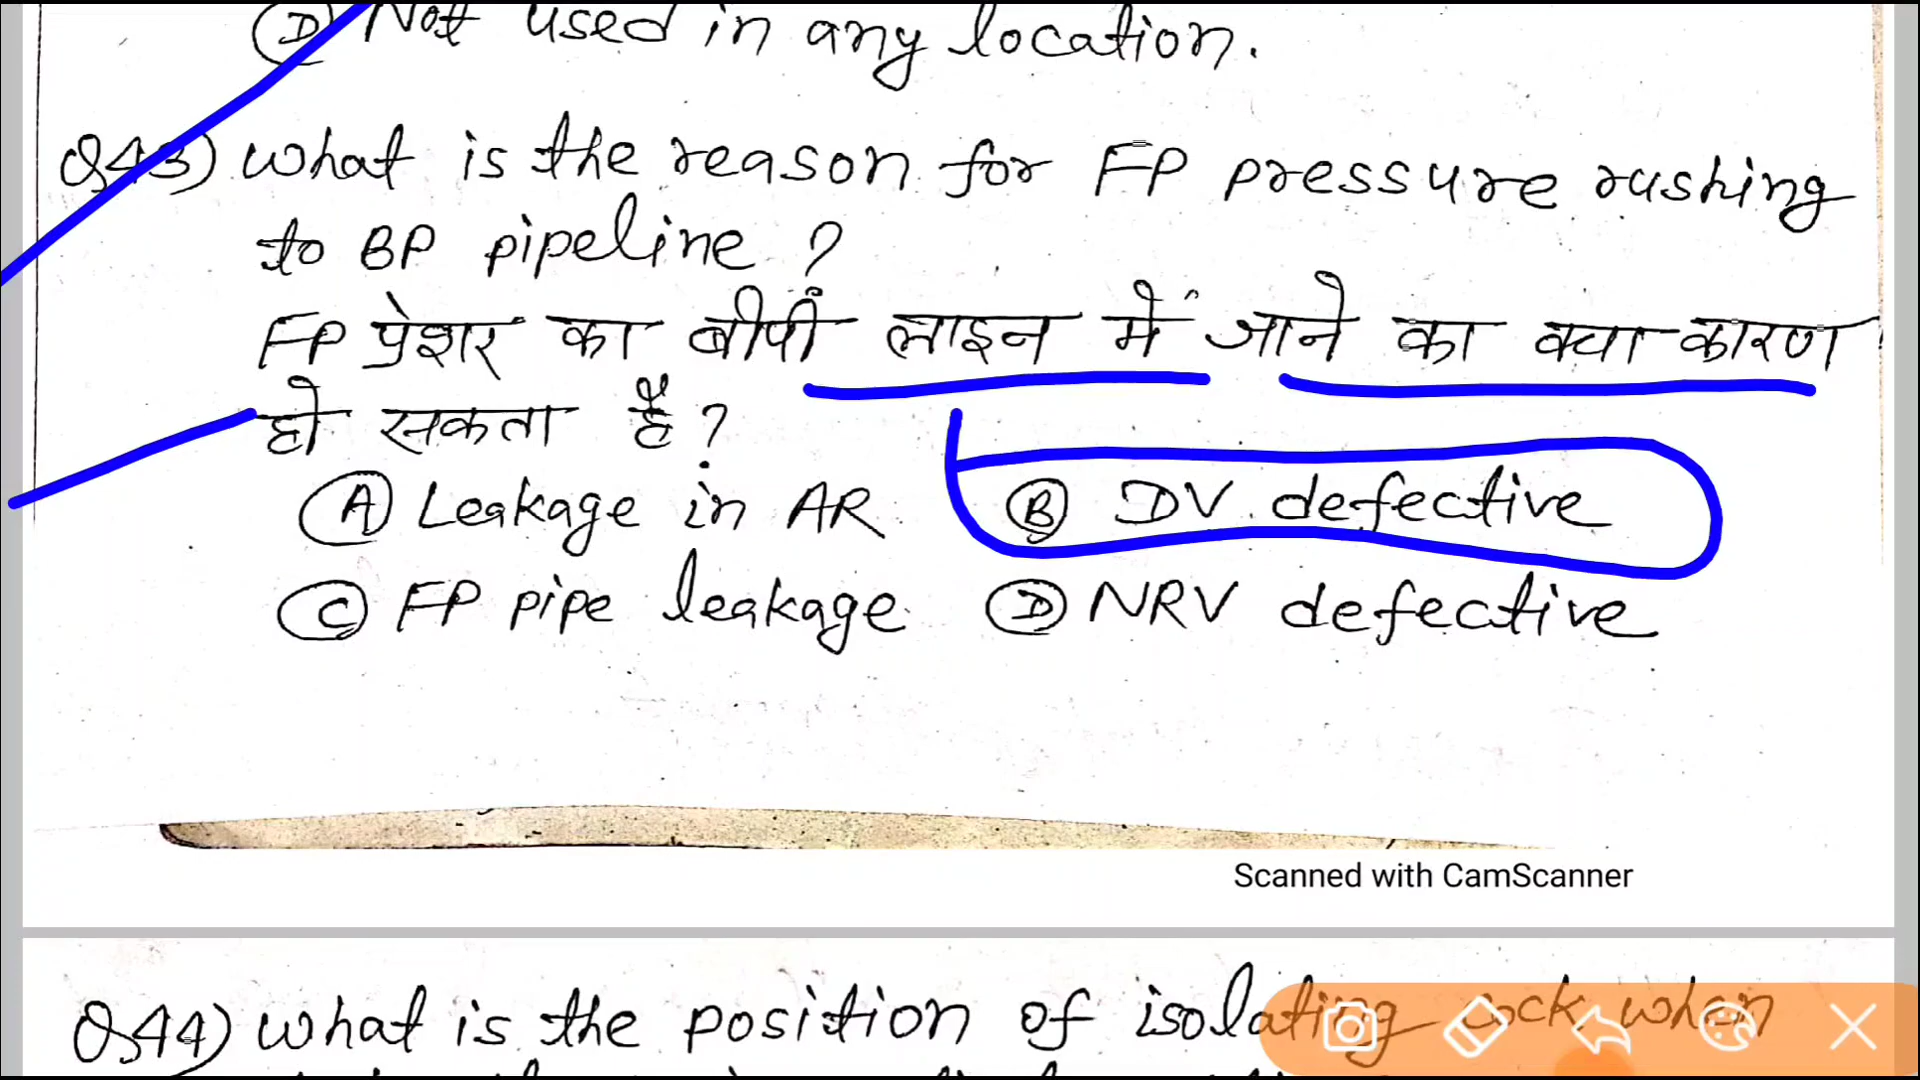 (D) Not used in any location.
Q43) What is the reason for FP pressure rushing
to BP pipeline ?
FP प्रेशर का बीपी लाइन में जाने का क्या कारण
हो सकता है ?
(A) Leakage in AR (B) DV defective
(C) FP pipe leakage (D) NRV defective
Scanned with CamScanner
Q44) What is the position of isolating cock when